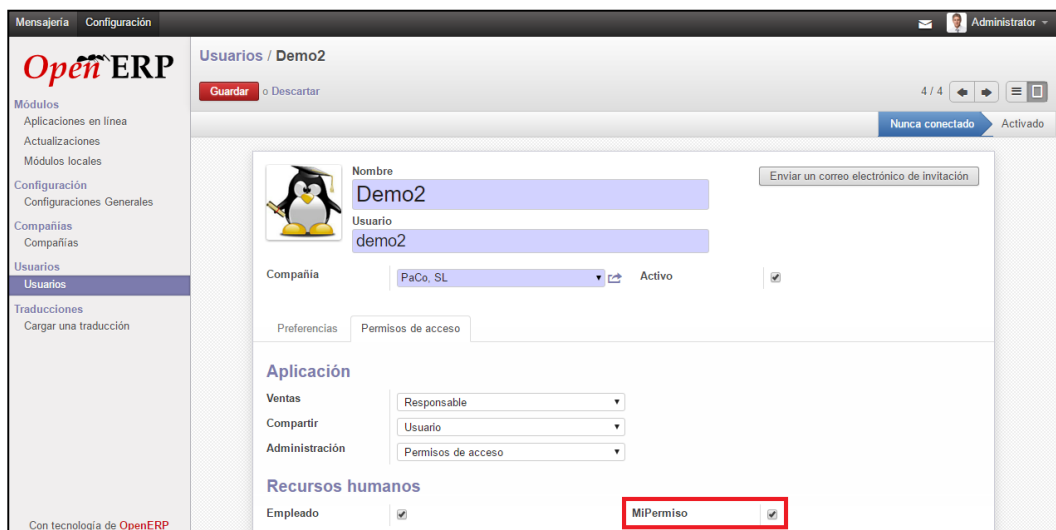 Mensajería Configuración Administrator
Open ERP
Módulos
Aplicaciones en línea
Actualizaciones
Módulos locales
Configuración
Configuraciones Generales
Compañías
Compañías
Usuarios
Usuarios
Traducciones
Cargar una traducción
Con tecnología de OpenERP
Usuarios / Demo2
Guardar o Descartar 4 / 4
Nunca conectado Activado
Nombre
Demo2
Enviar un correo electrónico de invitación
Usuario
demo2
Compañía PaCo, SL Activo
Preferencias Permisos de acceso
Aplicación
Ventas Responsable
Compartir Usuario
Administración Permisos de acceso
Recursos humanos
Empleado MiPermiso